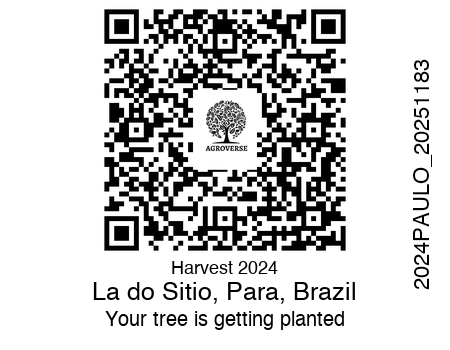 AGROVERSE
Harvest 2024
La do Sitio, Para, Brazil
Your tree is getting planted
2024PAULO_20251183